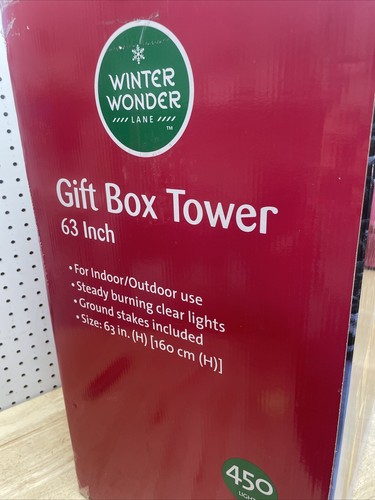 WINTER
WONDER
LANE
TM
Gift Box Tower
63 Inch
• For Indoor/Outdoor use
• Steady burning clear lights
• Ground stakes included
• Size: 63 in. (H) [160 cm (H)]
450